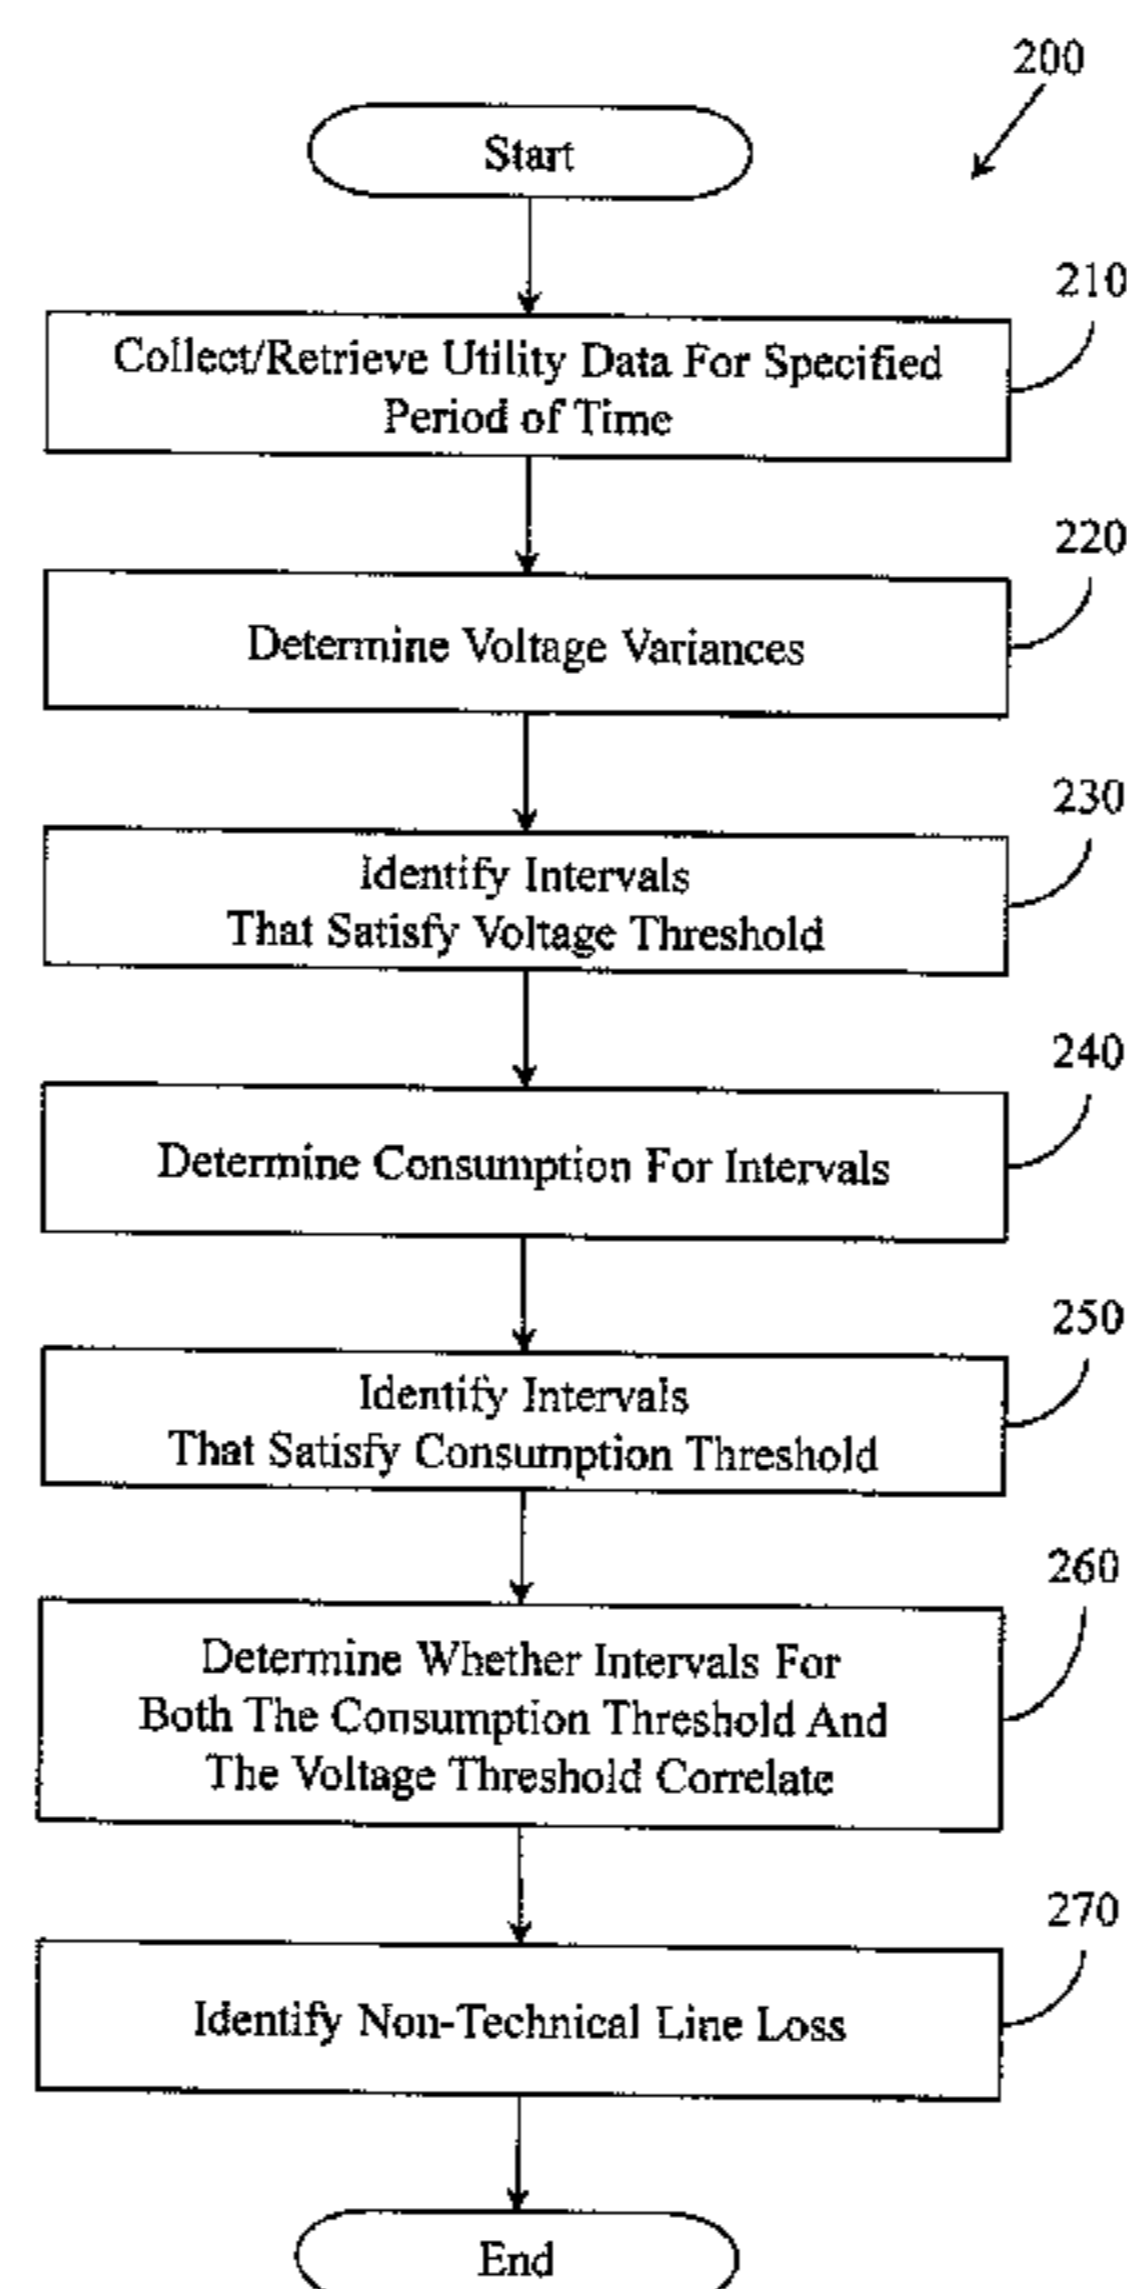 200
Start
210
Collect/Retrieve Utility Data For Specified
Period of Time
220
Determine Voltage Variances
230
Identify Intervals
That Satisfy Voltage Threshold
240
Determine Consumption For Intervals
250
Identify Intervals
That Satisfy Consumption Threshold
260
Determine Whether Intervals For
Both The Consumption Threshold And
The Voltage Threshold Correlate
270
Identify Non-Technical Line Loss
End